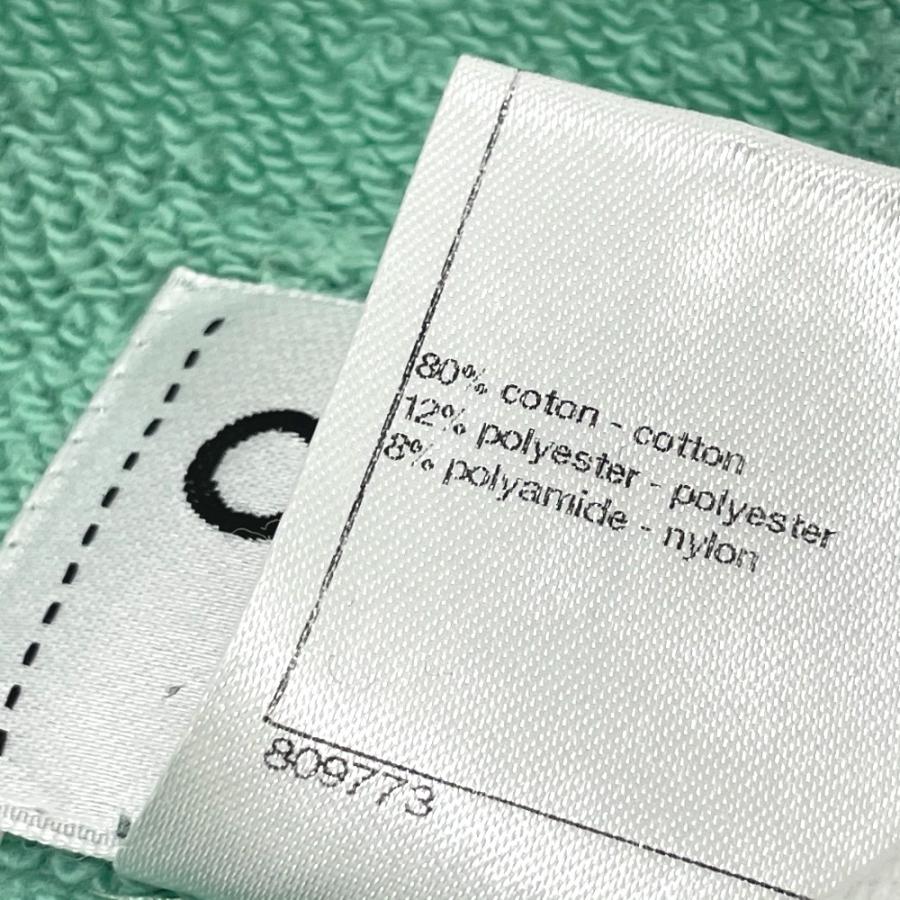 80% coton - cotton
12% polyester - polyester
8% polyamide - nylon
809773